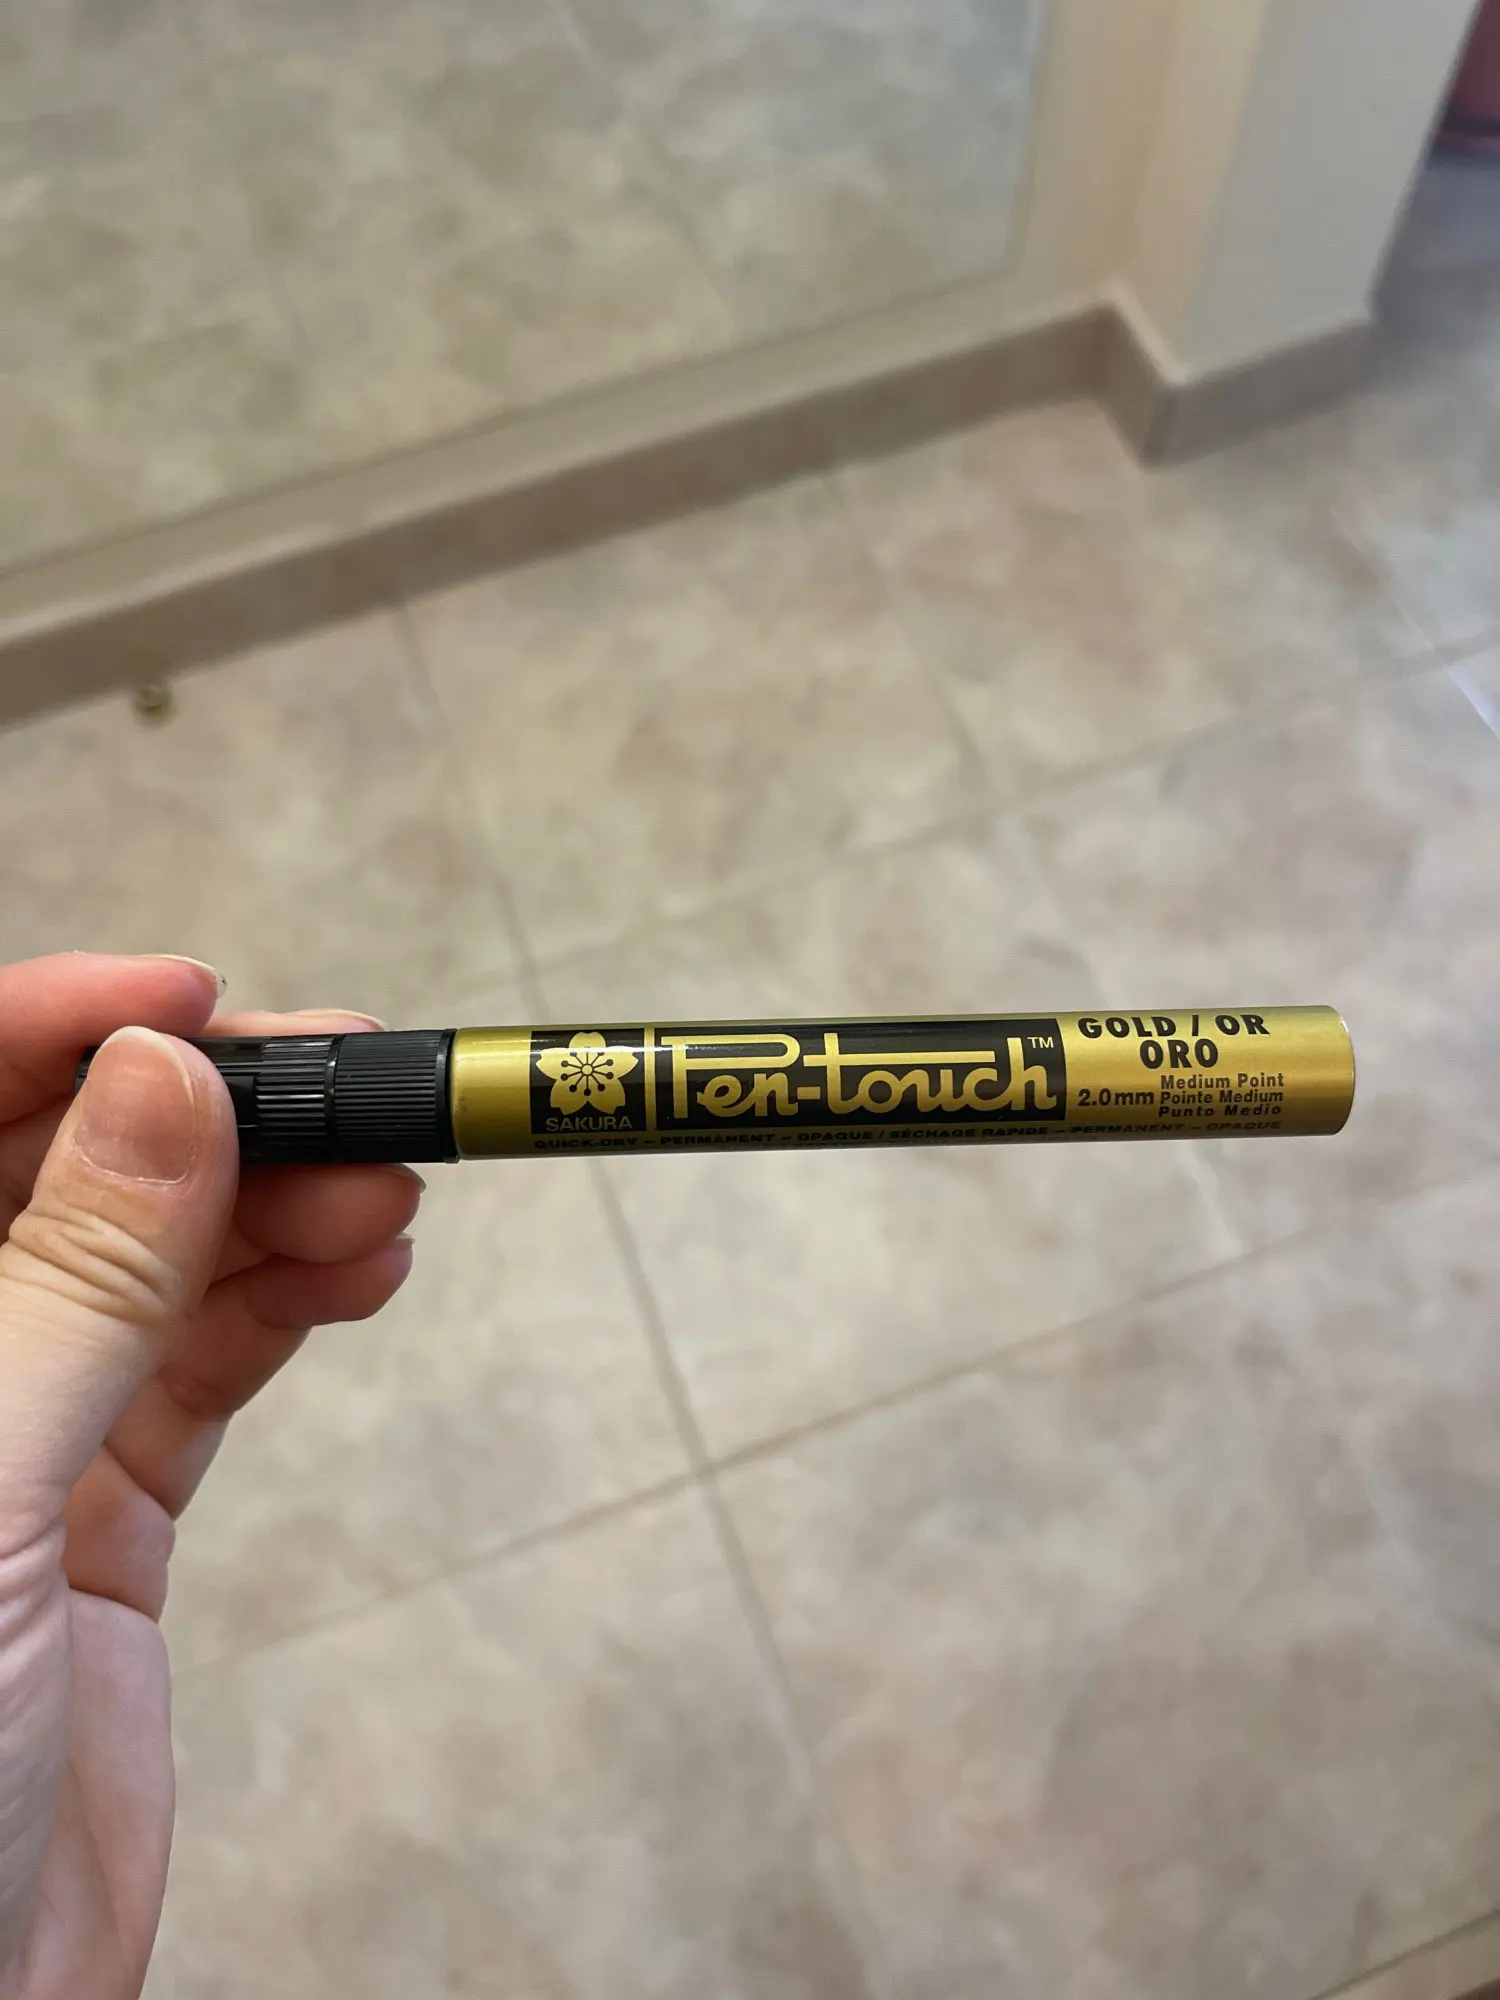 SAKURA
Pen-touch™
GOLD / OR
ORO
2.0mm
Medium Point
Pointe Medium
Punto Medio
QUICK-DRY – PERMANENT – OPAQUE / SÉCHAGE RAPIDE – PERMANENT – OPAQUE